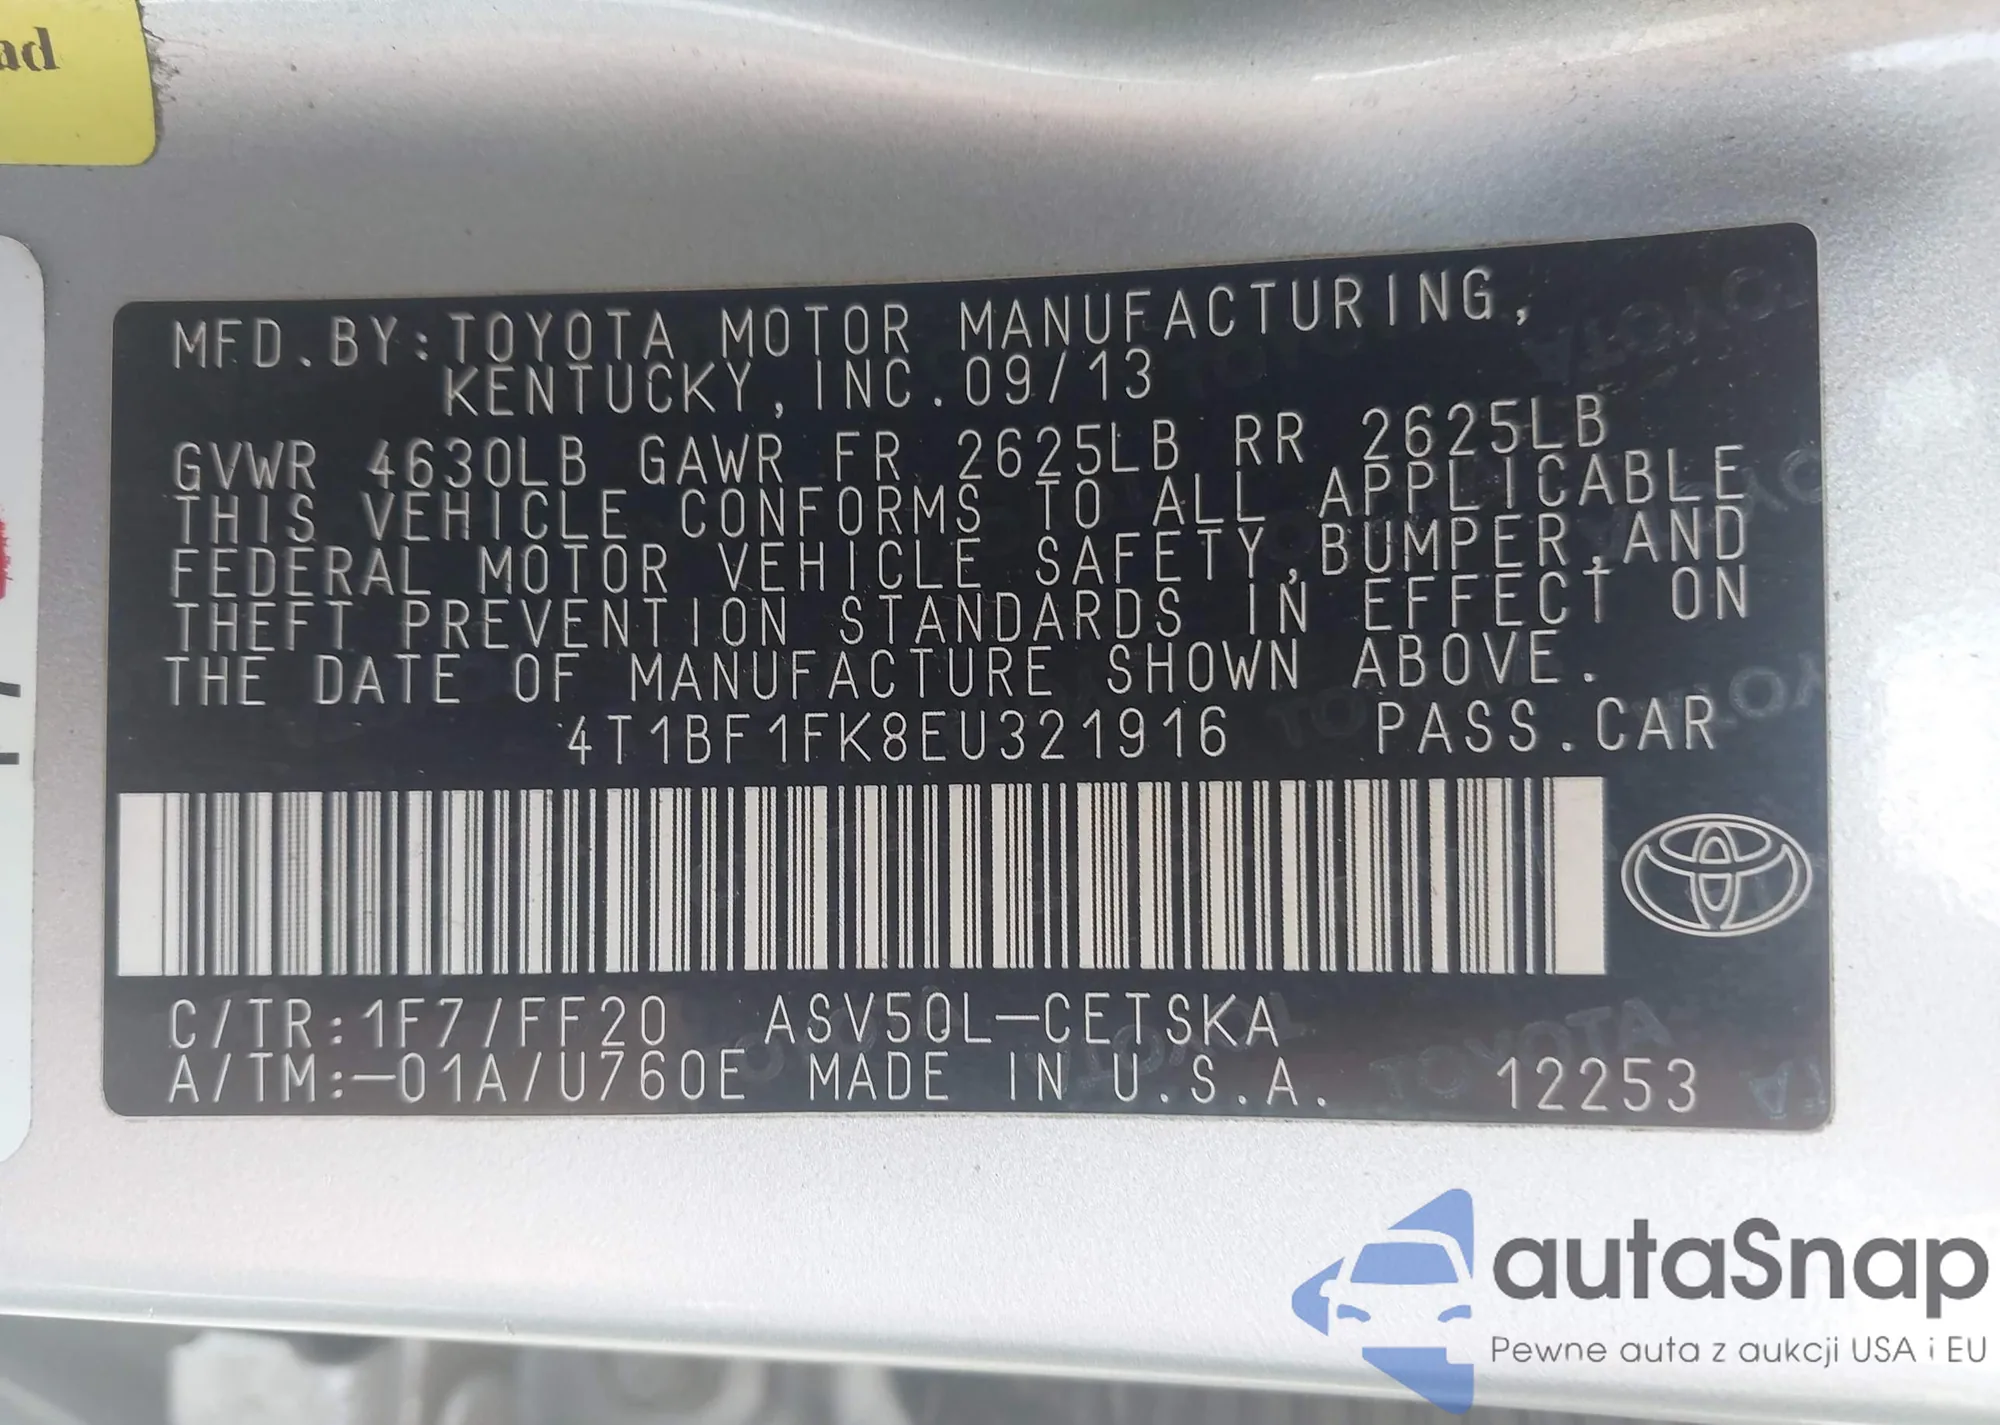 ad
MFD.BY:TOYOTA MOTOR MANUFACTURING,
KENTUCKY,INC.09/13
GVWR 4630LB GAWR FR 2625LB RR 2625LB
THIS VEHICLE CONFORMS TO ALL APPLICABLE
FEDERAL MOTOR VEHICLE SAFETY,BUMPER,AND
THEFT PREVENTION STANDARDS IN EFFECT ON
THE DATE OF MANUFACTURE SHOWN ABOVE.
4T1BF1FK8EU321916 PASS.CAR
C/TR:1F7/FF20 ASV50L-CETSKA
A/TM:-01A/U760E MADE IN U.S.A. 12253
autaSnap
Pewne auta z aukcji USA i EU